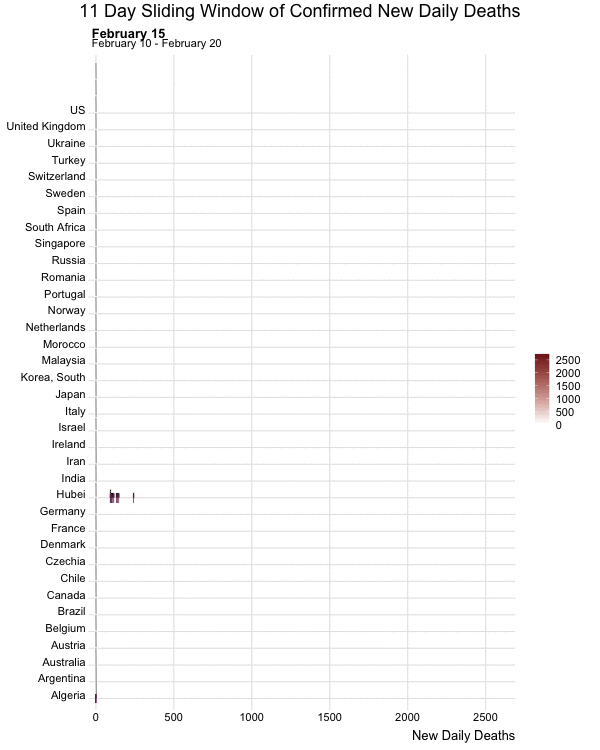 11 Day Sliding Window of Confirmed New Daily Deaths
February 15
February 10 - February 20
US
United Kingdom
Ukraine
Turkey
Switzerland
Sweden
Spain
South Africa
Singapore
Russia
Romania
Portugal
Norway
Netherlands
Morocco
Malaysia
Korea, South
Japan
Italy
Israel
Ireland
Iran
India
Hubei
Germany
France
Denmark
Czechia
Chile
Canada
Brazil
Belgium
Austria
Australia
Argentina
Algeria
0 500 1000 1500 2000 2500
New Daily Deaths
2500
2000
1500
1000
500
0